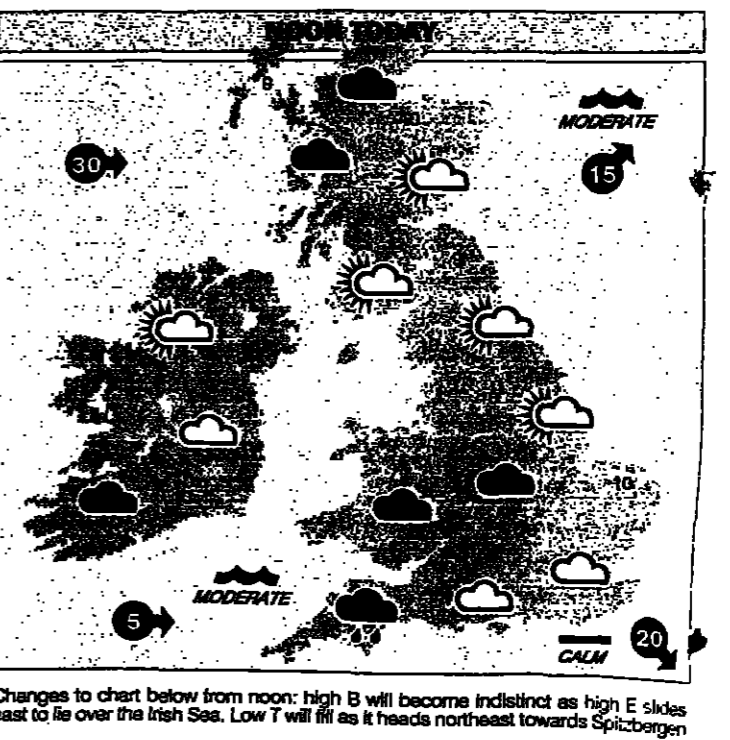 NOON TODAY
MODERATE
30
15
10
MODERATE
5
CALM
20
Changes to chart below from noon: high B will become indistinct as high E slides
east to lie over the Irish Sea. Low T will fill as it heads northeast towards Spitzbergen